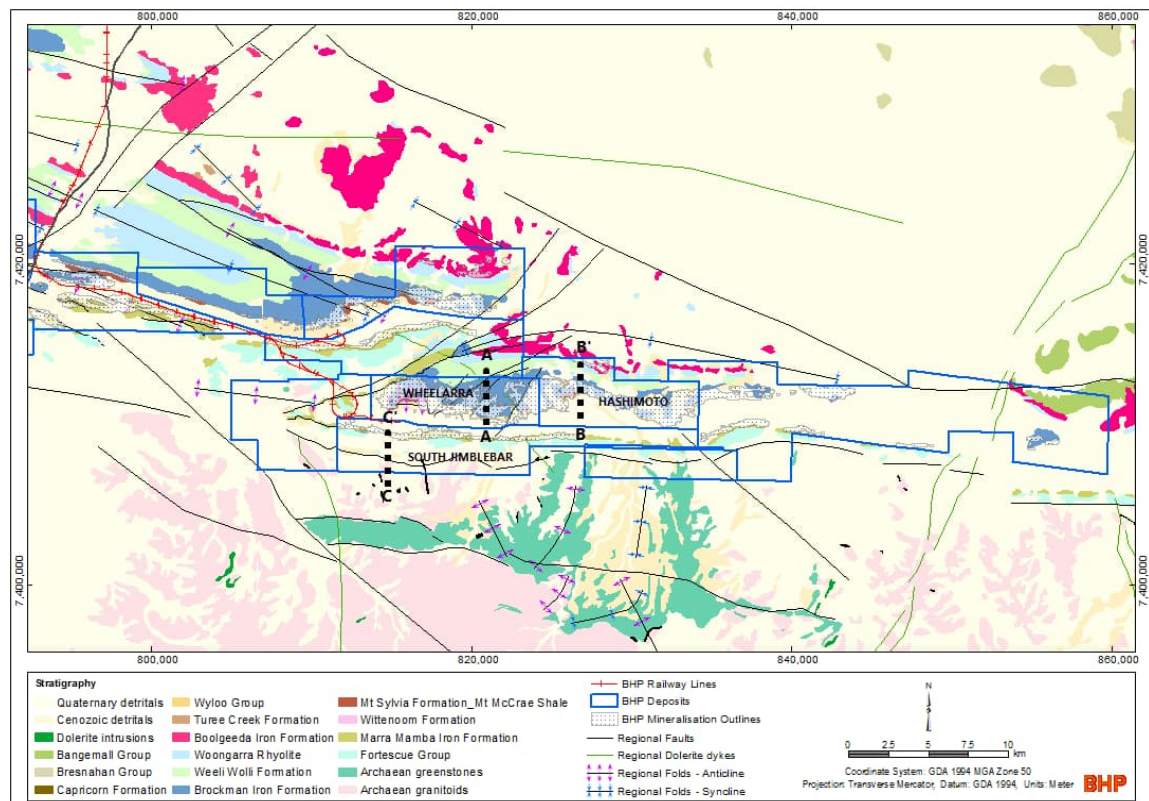 800,000
820,000
840,000
860,000
7,420,000
7,420,000
B'
A'
WHEELARRA
HASHIMOTO
C'
A
B
SOUTH JIMBLEBAR
C
7,400,000
7,400,000
800,000
820,000
840,000
860,000
Stratigraphy
Quaternary detritals
Cenozoic detritals
Dolerite intrusions
Bangemall Group
Bresnahan Group
Capricorn Formation
Wyloo Group
Turee Creek Formation
Boolgeeda Iron Formation
Woongarra Rhyolite
Weeli Wolli Formation
Brockman Iron Formation
Mt Sylvia Formation_Mt McCrae Shale
Wittenoom Formation
Marra Mamba Iron Formation
Fortescue Group
Archaean greenstones
Archaean granitoids
BHP Railway Lines
BHP Deposits
BHP Mineralisation Outlines
Regional Faults
Regional Dolerite dykes
Regional Folds - Anticline
Regional Folds - Syncline
N
0 2.5 5 7.5 10
km
Coordinate System: GDA 1994 MGA Zone 50
Projection: Transverse Mercator, Datum: GDA 1994, Units: Meter
BHP